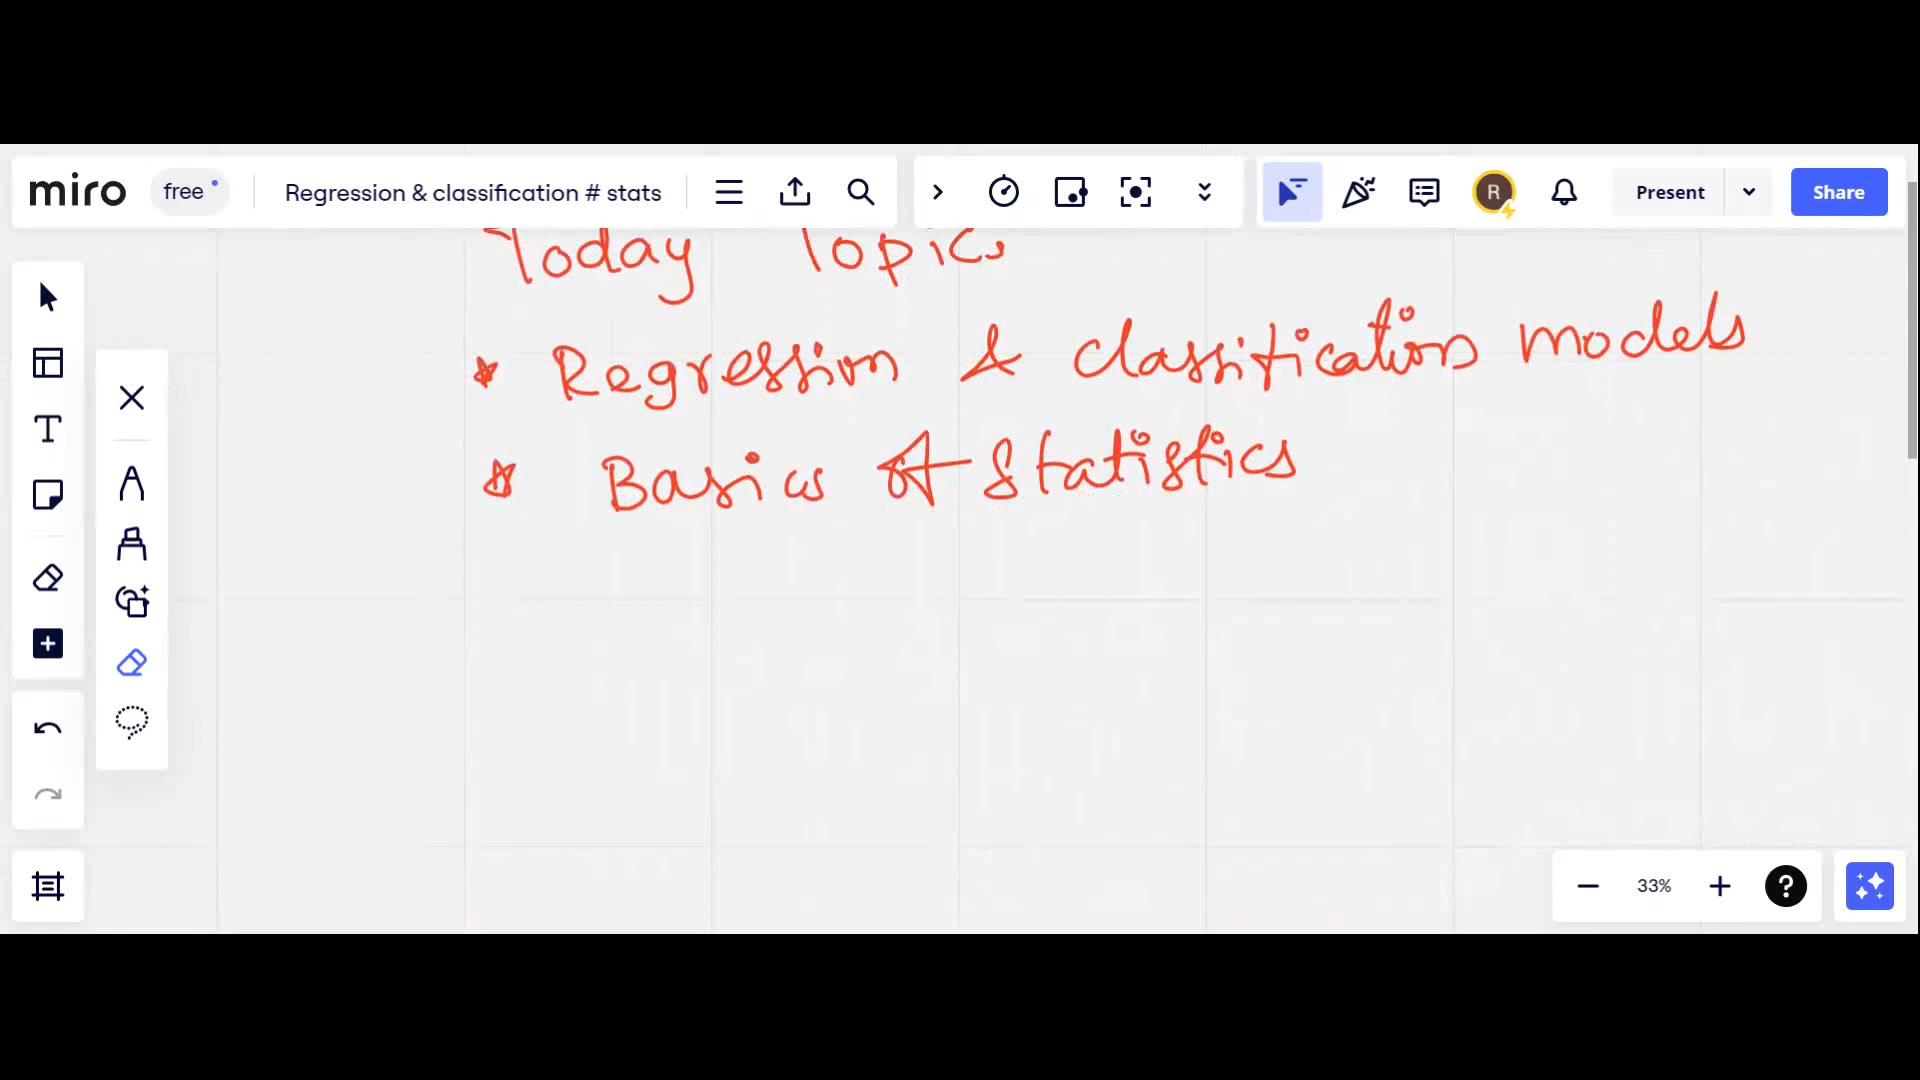 miro free Regression & classification # stats Present Share
Today Topics
* Regression & classification models
* Basics of Statistics
33%